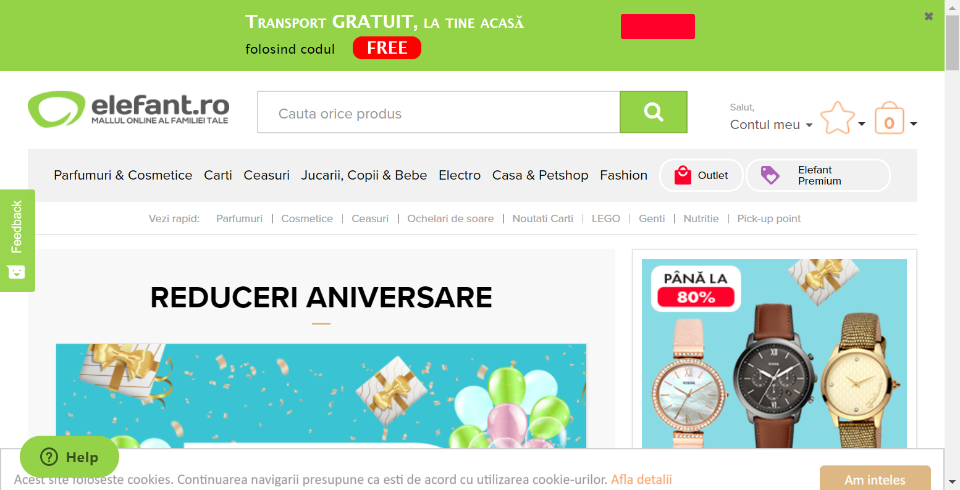 Transport GRATUIT, la tine acasă
folosind codul FREE
elefant.ro
MALLUL ONLINE AL FAMILIEI TALE
Cauta orice produs
Salut,
Contul meu
0
Parfumuri & Cosmetice Carti Ceasuri Jucarii, Copii & Bebe Electro Casa & Petshop Fashion Outlet Elefant Premium
Vezi rapid: Parfumuri | Cosmetice | Ceasuri | Ochelari de soare | Noutati Carti | LEGO | Genti | Nutritie | Pick-up point
Feedback
REDUCERI ANIVERSARE
PÂNĂ LA
80%
FOSSIL
Help
Acest site foloseste cookies. Continuarea navigarii presupune ca esti de acord cu utilizarea cookie-urilor. Afla detalii
Am inteles